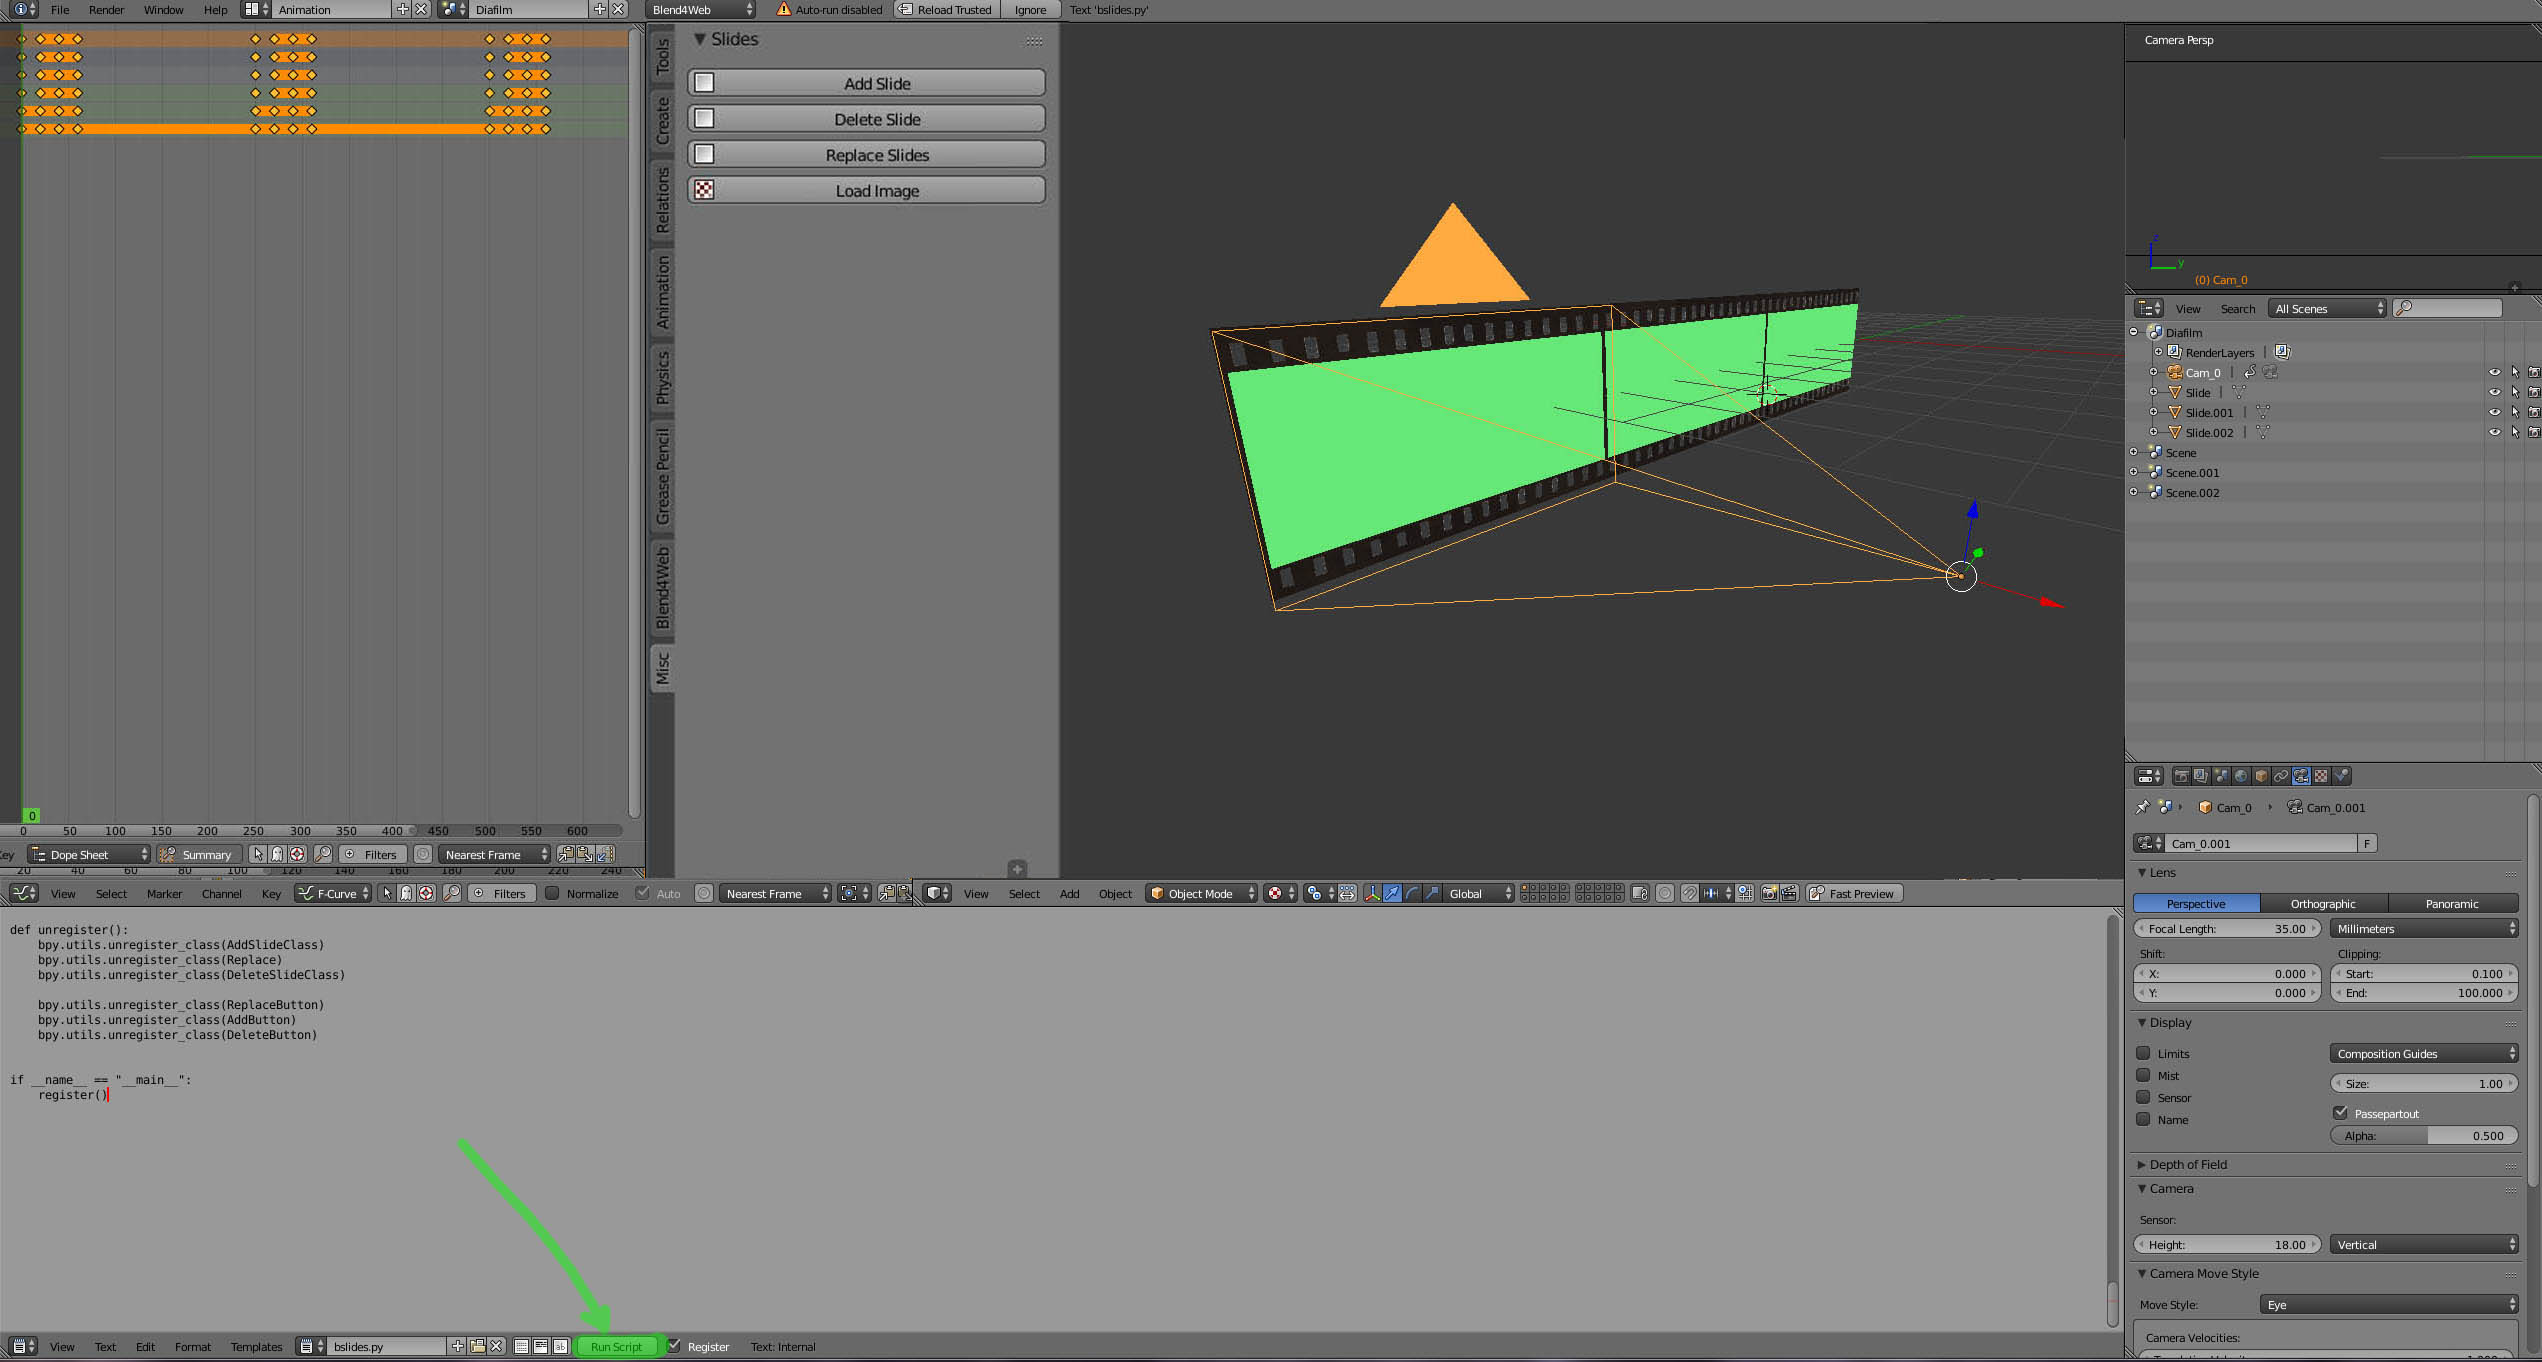 File Render Window Help Animation Diafilm Blend4Web Auto-run disabled Reload Trusted Ignore Text 'bslides.py'
0
0 50 100 150 200 250 300 350 400 450 500 550 600
Key Dope Sheet Summary Filters Nearest Frame
20 40 60 80 100 120 140 160 180 200 220 240
View Select Marker Channel Key F-Curve Filters Normalize Auto Nearest Frame
Tools
Create
Relations
Animation
Physics
Grease Pencil
Blend4Web
Misc
Slides
Add Slide
Delete Slide
Replace Slides
Load Image
View Select Add Object Object Mode Global Fast Preview
def unregister():
    bpy.utils.unregister_class(AddSlideClass)
    bpy.utils.unregister_class(Replace)
    bpy.utils.unregister_class(DeleteSlideClass)
    bpy.utils.unregister_class(ReplaceButton)
    bpy.utils.unregister_class(AddButton)
    bpy.utils.unregister_class(DeleteButton)
if __name__ == "__main__":
    register()
View Text Edit Format Templates bslides.py ab Run Script Register Text: Internal
Camera Persp
z
y
(0) Cam_0
View Search All Scenes
Diafilm
RenderLayers
Cam_0
Slide
Slide.001
Slide.002
Scene
Scene.001
Scene.002
Cam_0 Cam_0.001
Cam_0.001 F
Lens
Perspective Orthographic Panoramic
Focal Length: 35.00 Millimeters
Shift: Clipping:
X: 0.000 Start: 0.100
Y: 0.000 End: 100.000
Display
Limits Composition Guides
Mist Size: 1.00
Sensor Passepartout
Name Alpha: 0.500
Depth of Field
Camera
Sensor:
Height: 18.00 Vertical
Camera Move Style
Move Style: Eye
Camera Velocities: